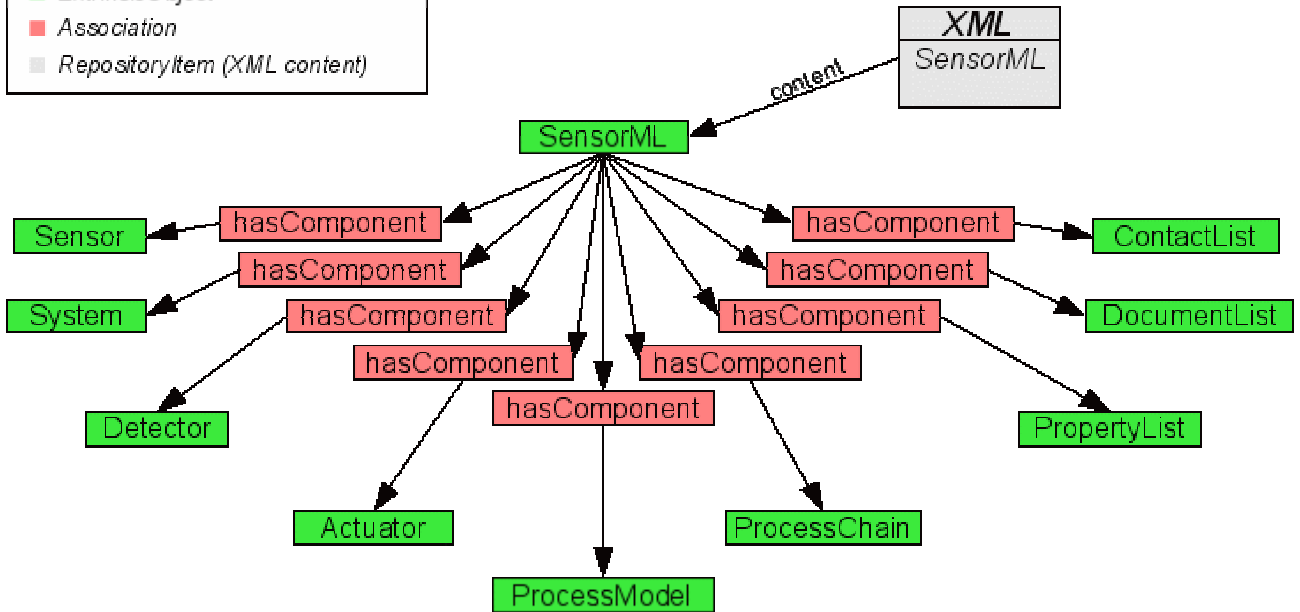 Association
RepositoryItem (XML content)
XML
SensorML
content
SensorML
hasComponent
hasComponent
Sensor
ContactList
hasComponent
hasComponent
System
hasComponent
hasComponent
DocumentList
hasComponent
hasComponent
hasComponent
Detector
PropertyList
Actuator
ProcessChain
ProcessModel